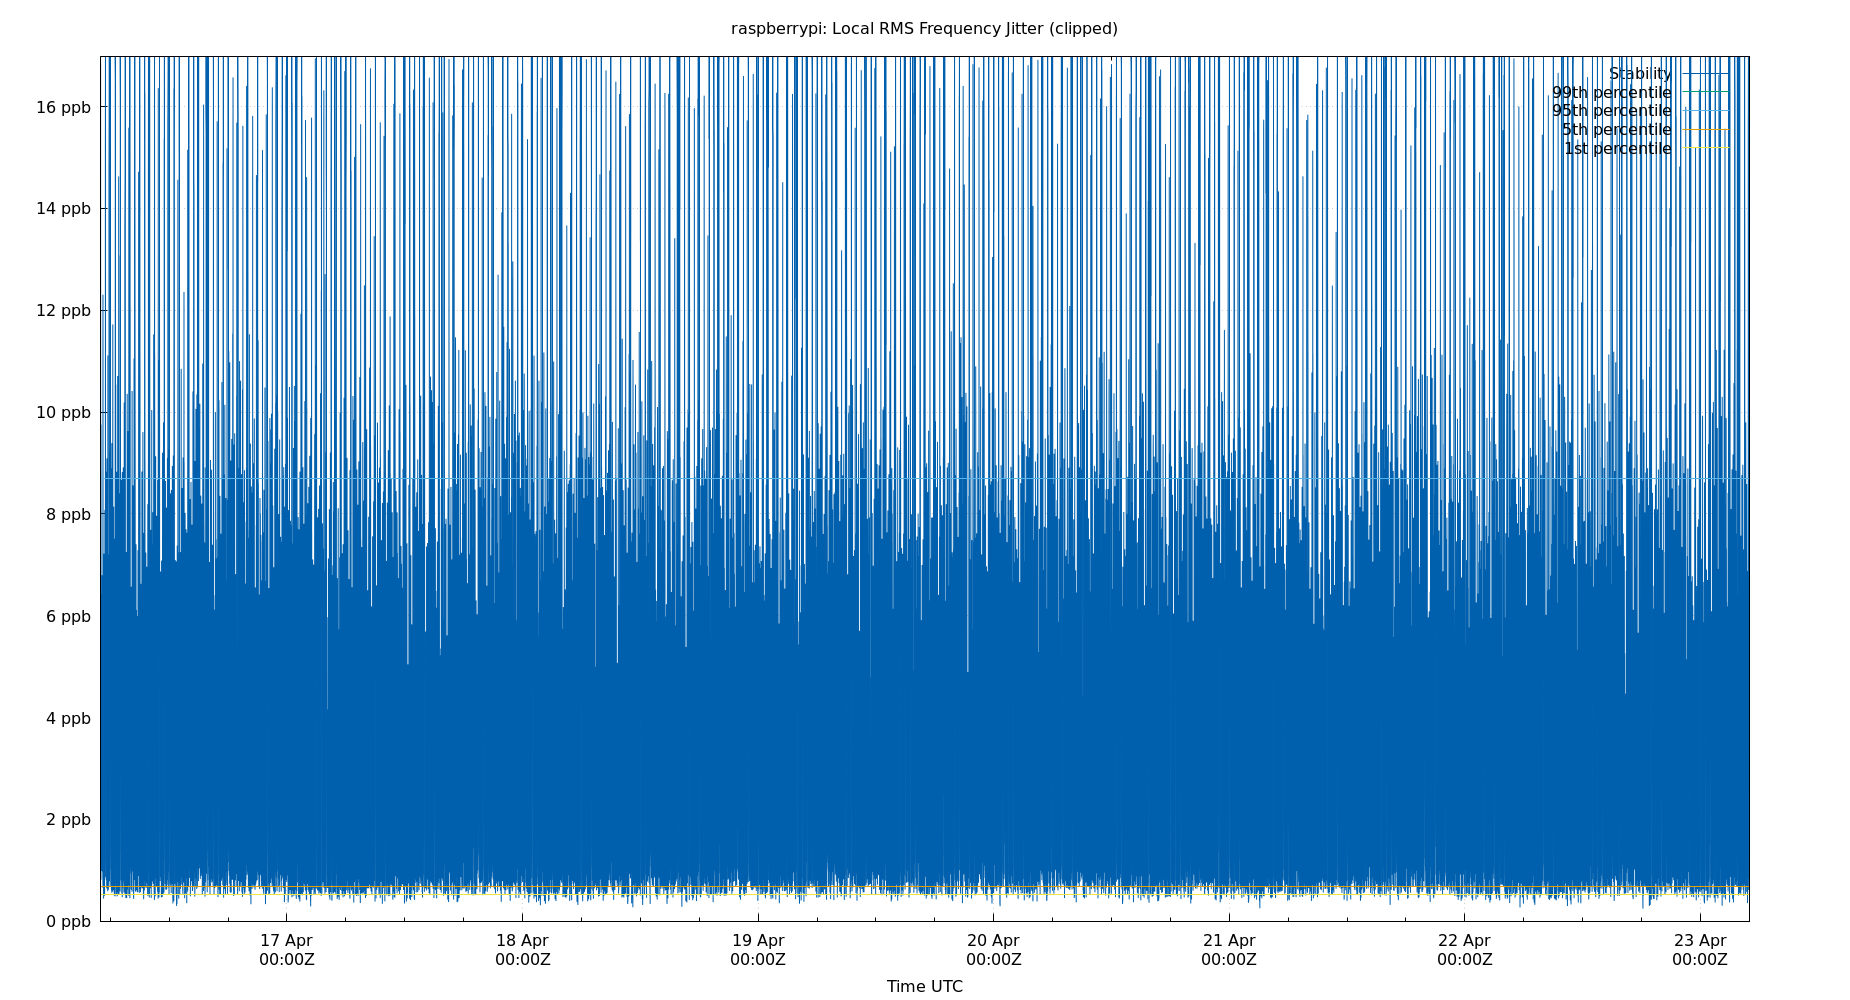 raspberrypi: Local RMS Frequency Jitter (clipped)
Stability
99th percentile
95th percentile
5th percentile
1st percentile
16 ppb
14 ppb
12 ppb
10 ppb
8 ppb
6 ppb
4 ppb
2 ppb
0 ppb
17 Apr 18 Apr 19 Apr 20 Apr 21 Apr 22 Apr 23 Apr
00:00Z 00:00Z 00:00Z 00:00Z 00:00Z 00:00Z 00:00Z
Time UTC